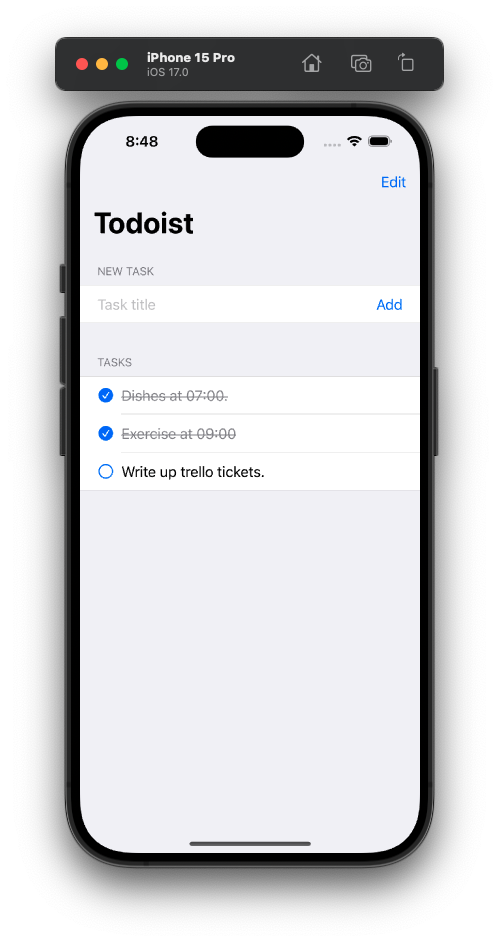 iPhone 15 Pro
iOS 17.0
8:48
Edit
Todoist
NEW TASK
Task title Add
TASKS
Dishes at 07:00.
Exercise at 09:00
Write up trello tickets.